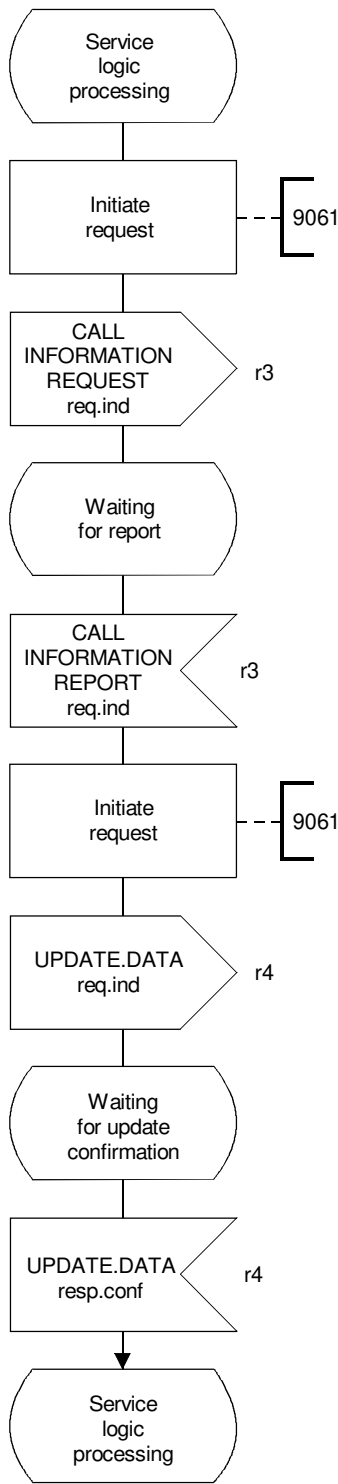 Service
logic
processing
Initiate
request
9061
CALL
INFORMATION
REQUEST
req.ind
r3
Waiting
for report
CALL
INFORMATION
REPORT
req.ind
r3
Initiate
request
9061
UPDATE.DATA
req.ind
r4
Waiting
for update
confirmation
UPDATE.DATA
resp.conf
r4
Service
logic
processing